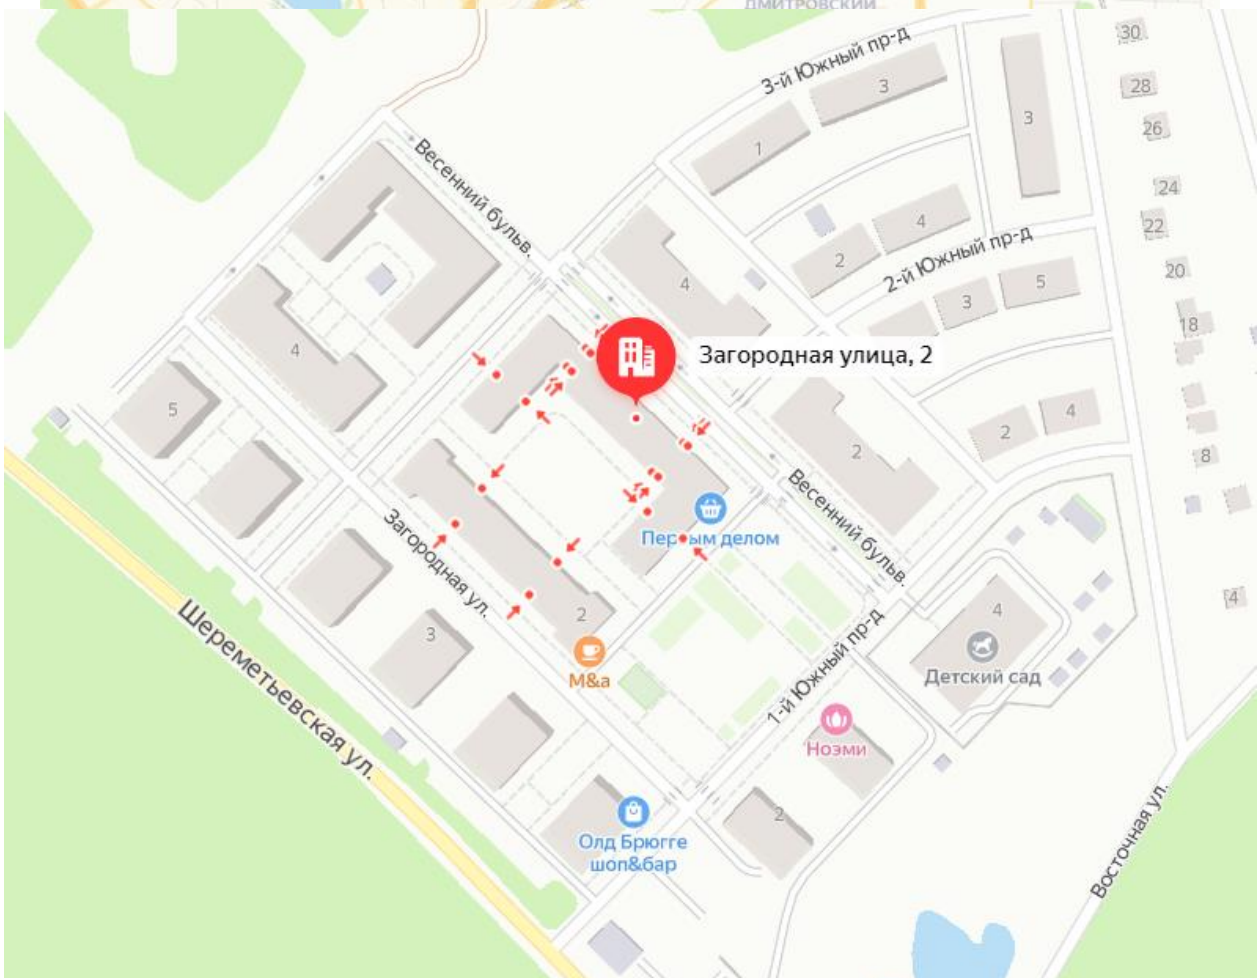 ДМИТРОВСКИЙ
30
3-й Южный пр-д
3
28
3
26
1
Весенний бульв.
24
4
22
2
2-й Южный пр-д
20
4
5
3
18
4
Загородная улица, 2
5
4
2
2
8
Весенний бульв.
Первым делом
Загородная ул.
4
4
2
3
Шереметьевская ул.
М&а
Детский сад
1-й Южный пр-д
Ноэми
2
Олд Брюгге
шоп&бар
Восточная ул.